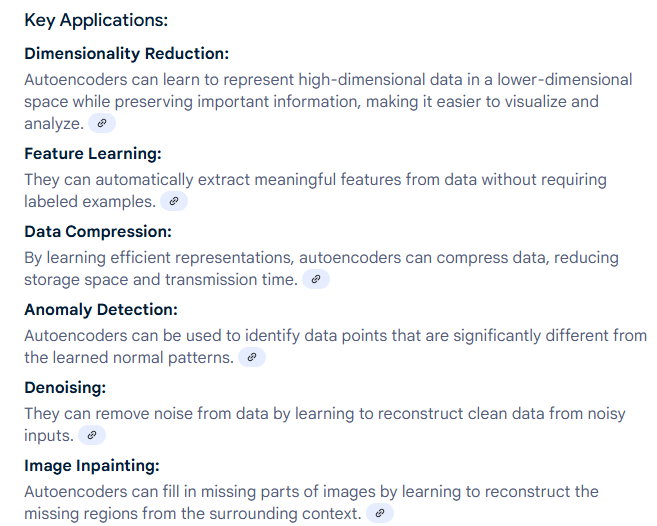 Key Applications:
Dimensionality Reduction:
Autoencoders can learn to represent high-dimensional data in a lower-dimensional
space while preserving important information, making it easier to visualize and
analyze.
Feature Learning:
They can automatically extract meaningful features from data without requiring
labeled examples.
Data Compression:
By learning efficient representations, autoencoders can compress data, reducing
storage space and transmission time.
Anomaly Detection:
Autoencoders can be used to identify data points that are significantly different from
the learned normal patterns.
Denoising:
They can remove noise from data by learning to reconstruct clean data from noisy
inputs.
Image Inpainting:
Autoencoders can fill in missing parts of images by learning to reconstruct the
missing regions from the surrounding context.